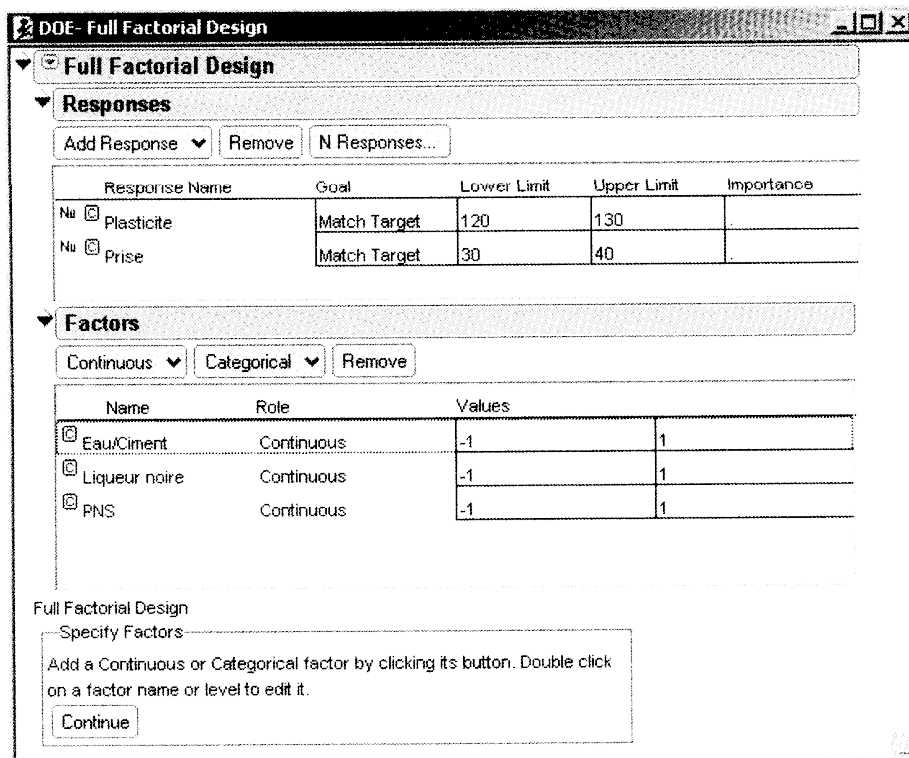 DOE- Full Factorial Design
Full Factorial Design
Responses
Add Response Remove N Responses...
Response Name Goal Lower Limit Upper Limit Importance
Nu C Plasticite Match Target 120 130 .
Nu C Prise Match Target 30 40 .
Factors
Continuous Categorical Remove
Name Role Values
C Eau/Ciment Continuous -1 1
C Liqueur noire Continuous -1 1
C PNS Continuous -1 1
Full Factorial Design
Specify Factors
Add a Continuous or Categorical factor by clicking its button. Double click
on a factor name or level to edit it.
Continue